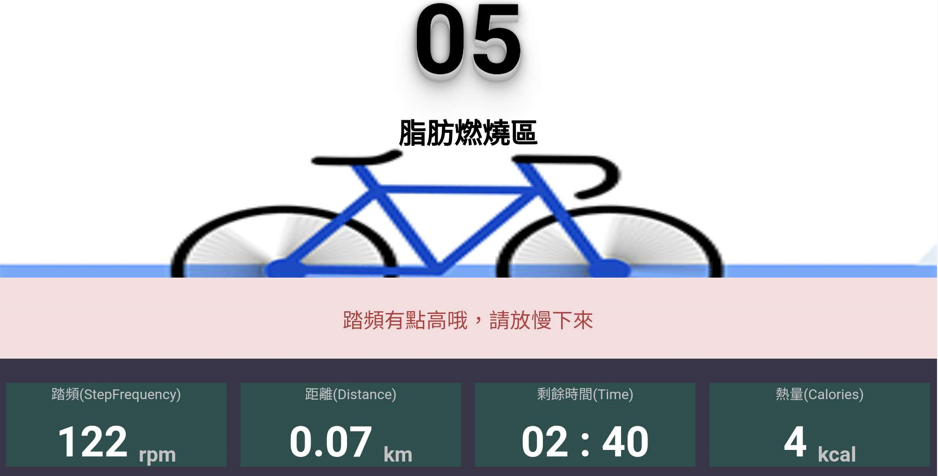 05
脂肪燃燒區
踏頻有點高哦，請放慢下來
踏頻(StepFrequency)
122 rpm
距離(Distance)
0.07 km
剩餘時間(Time)
02 : 40
熱量(Calories)
4 kcal